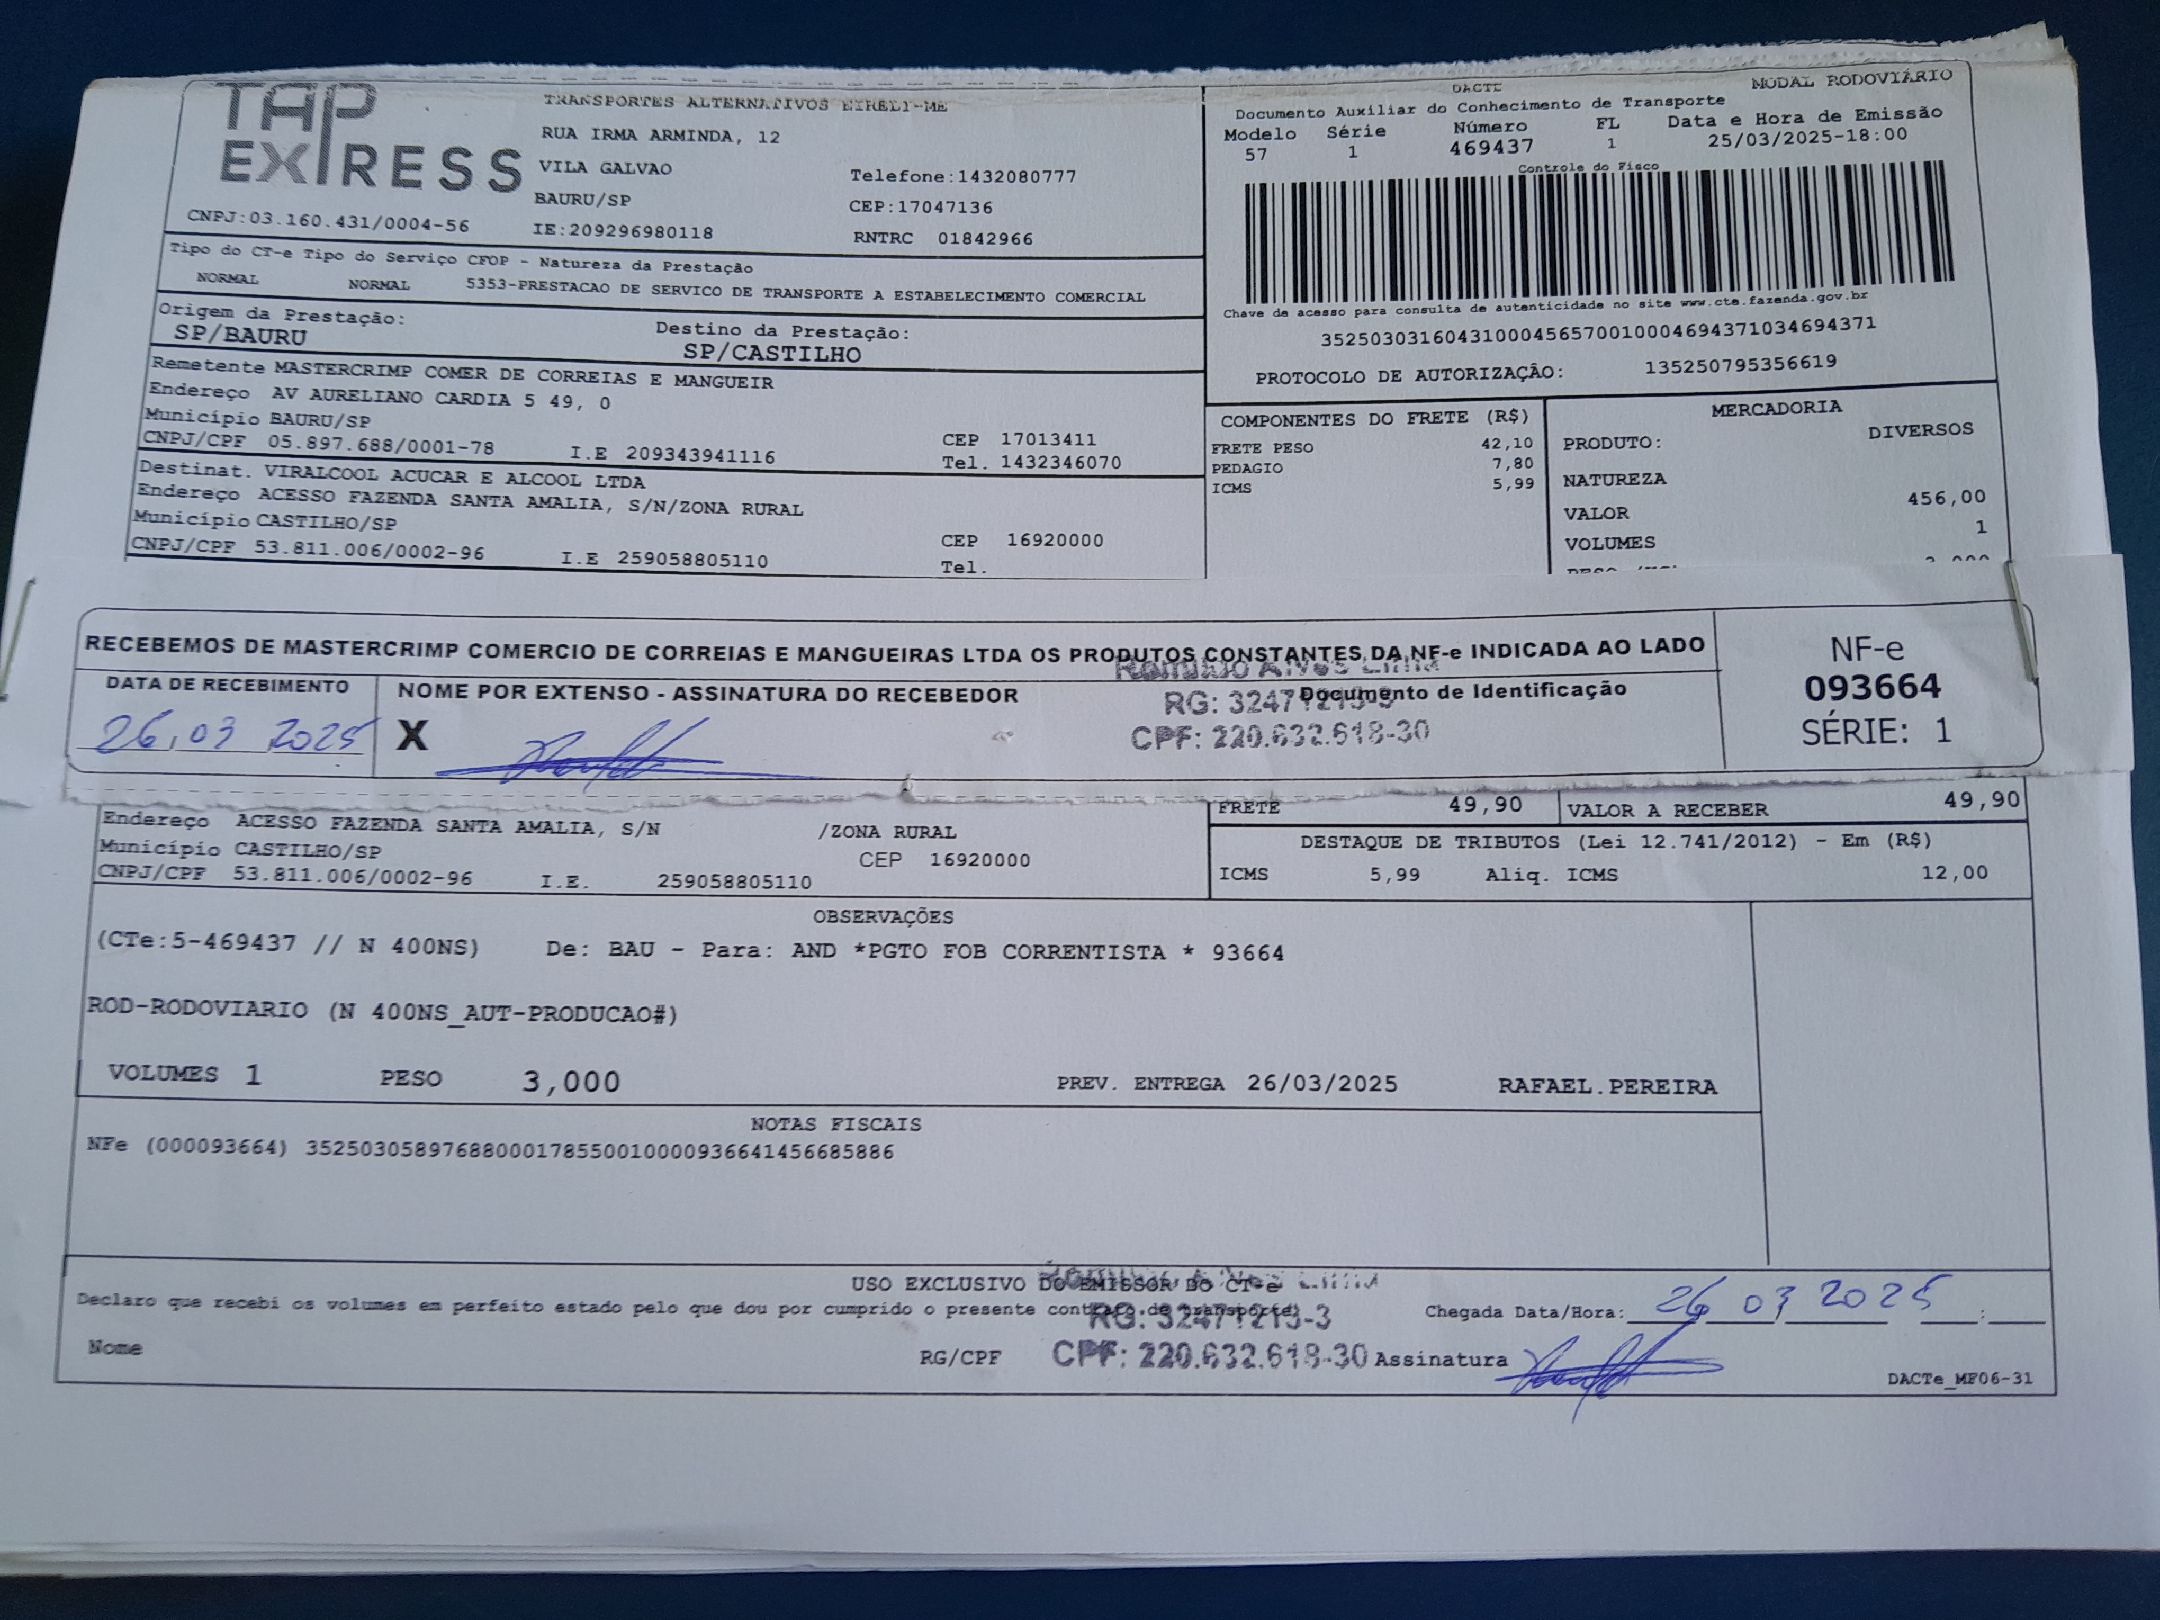 TAP EXPRESS
TRANSPORTES ALTERNATIVOS EIRELI-ME
RUA IRMA ARMINDA, 12
VILA GALVAO
BAURU/SP
IE:209296980118
Telefone:1432080777
CEP:17047136
RNTRC 01842966
CNPJ:03.160.431/0004-56
Tipo do CT-e Tipo do Serviço CFOP - Natureza da Prestação
NORMAL NORMAL 5353-PRESTACAO DE SERVICO DE TRANSPORTE A ESTABELECIMENTO COMERCIAL
Origem da Prestação: Destino da Prestação:
SP/BAURU SP/CASTILHO
Remetente MASTERCRIMP COMER DE CORREIAS E MANGUEIR
Endereço AV AURELIANO CARDIA 5 49, 0
Município BAURU/SP CEP 17013411
CNPJ/CPF 05.897.688/0001-78 I.E 209343941116 Tel. 1432346070
Destinat. VIRALCOOL ACUCAR E ALCOOL LTDA
Endereço ACESSO FAZENDA SANTA AMALIA, S/N/ZONA RURAL
Município CASTILHO/SP CEP 16920000
CNPJ/CPF 53.811.006/0002-96 I.E 259058805110 Tel.
DACTE MODAL RODOVIÁRIO
Documento Auxiliar do Conhecimento de Transporte
Modelo Série Número FL Data e Hora de Emissão
57 1 469437 1 25/03/2025-18:00
Controle do Fisco
Chave de acesso para consulta de autenticidade no site www.cte.fazenda.gov.br
35250303160431000456570010004694371034694371
PROTOCOLO DE AUTORIZAÇÃO: 135250795356619
COMPONENTES DO FRETE (R$)
FRETE PESO 42,10
PEDAGIO 7,80
ICMS 5,99
MERCADORIA
PRODUTO: DIVERSOS
NATUREZA
VALOR 456,00
VOLUMES 1
RECEBEMOS DE MASTERCRIMP COMERCIO DE CORREIAS E MANGUEIRAS LTDA OS PRODUTOS CONSTANTES DA NF-e INDICADA AO LADO
DATA DE RECEBIMENTO
26 03 2025
NOME POR EXTENSO - ASSINATURA DO RECEBEDOR
X
Documento de Identificação
RG: 32471213-3
CPF: 220.632.618-30
NF-e
093664
SÉRIE: 1
FRETE 49,90 VALOR A RECEBER 49,90
Endereço ACESSO FAZENDA SANTA AMALIA, S/N /ZONA RURAL
Município CASTILHO/SP CEP 16920000
CNPJ/CPF 53.811.006/0002-96 I.E. 259058805110
DESTAQUE DE TRIBUTOS (Lei 12.741/2012) - Em (R$)
ICMS 5,99 Aliq. ICMS 12,00
OBSERVAÇÕES
(CTe:5-469437 // N 400NS) De: BAU - Para: AND *PGTO FOB CORRENTISTA * 93664
ROD-RODOVIARIO (N 400NS_AUT-PRODUCAO#)
VOLUMES 1 PESO 3,000 PREV. ENTREGA 26/03/2025 RAFAEL.PEREIRA
NOTAS FISCAIS
NFe (000093664) 35250305897688000178550010000936641456685886
USO EXCLUSIVO DO EMISSOR DO CT-e
Declaro que recebi os volumes em perfeito estado pelo que dou por cumprido o presente contrato de transporte.
Chegada Data/Hora: 26 03 2025 :
RG: 32471213-3
Nome RG/CPF CPF: 220.632.618-30 Assinatura
DACTe_MF06-31